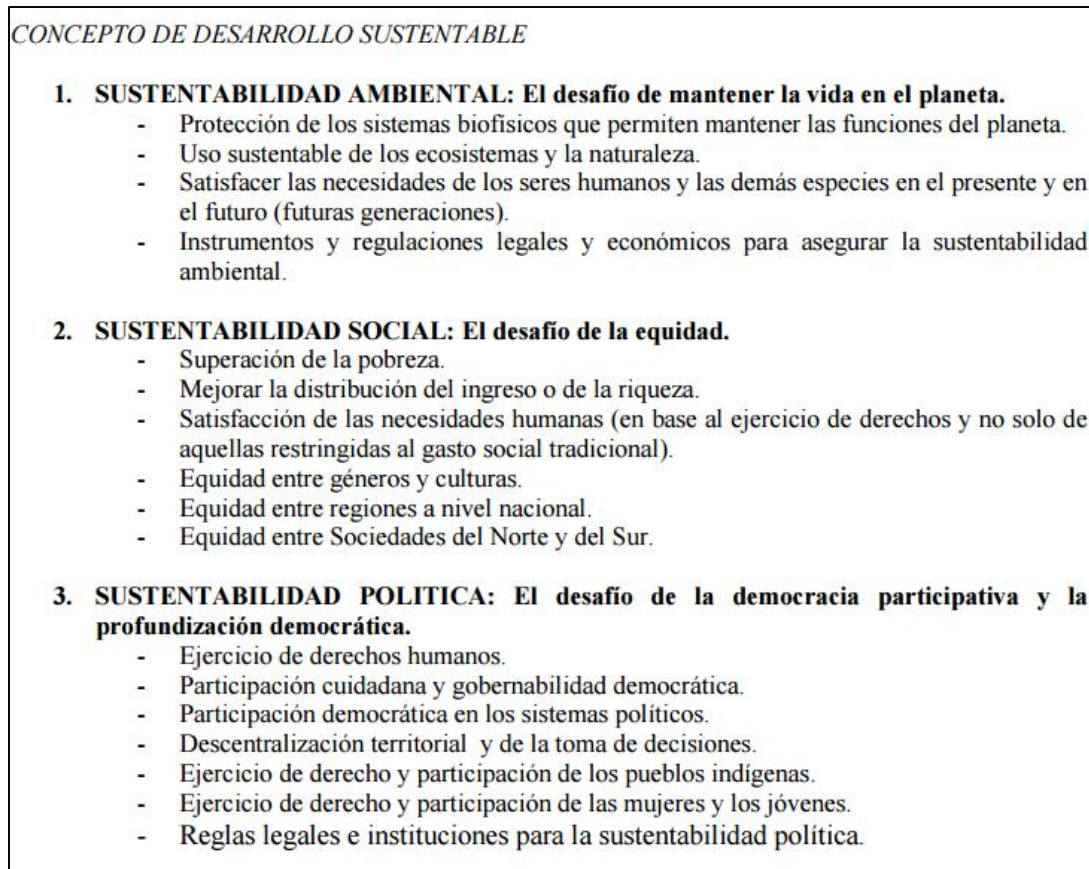 CONCEPTO DE DESARROLLO SUSTENTABLE
1. SUSTENTABILIDAD AMBIENTAL: El desafío de mantener la vida en el planeta.
- Protección de los sistemas biofísicos que permiten mantener las funciones del planeta.
- Uso sustentable de los ecosistemas y la naturaleza.
- Satisfacer las necesidades de los seres humanos y las demás especies en el presente y en
el futuro (futuras generaciones).
- Instrumentos y regulaciones legales y económicos para asegurar la sustentabilidad
ambiental.
2. SUSTENTABILIDAD SOCIAL: El desafío de la equidad.
- Superación de la pobreza.
- Mejorar la distribución del ingreso o de la riqueza.
- Satisfacción de las necesidades humanas (en base al ejercicio de derechos y no solo de
aquellas restringidas al gasto social tradicional).
- Equidad entre géneros y culturas.
- Equidad entre regiones a nivel nacional.
- Equidad entre Sociedades del Norte y del Sur.
3. SUSTENTABILIDAD POLITICA: El desafío de la democracia participativa y la
profundización democrática.
- Ejercicio de derechos humanos.
- Participación cuidadana y gobernabilidad democrática.
- Participación democrática en los sistemas políticos.
- Descentralización territorial y de la toma de decisiones.
- Ejercicio de derecho y participación de los pueblos indígenas.
- Ejercicio de derecho y participación de las mujeres y los jóvenes.
- Reglas legales e instituciones para la sustentabilidad política.